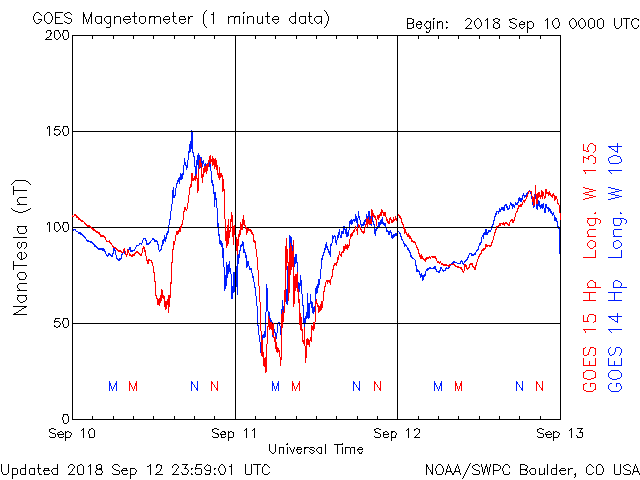 GOES Magnetometer (1 minute data)
Begin: 2018 Sep 10 0000 UTC
200
150
100
50
0
NanoTesla (nT)
M M N N M M N N M M N N
Sep 10 Sep 11 Sep 12 Sep 13
Universal Time
GOES 15 Hp Long. W 135
GOES 14 Hp Long. W 104
Updated 2018 Sep 12 23:59:01 UTC
NOAA/SWPC Boulder, CO USA